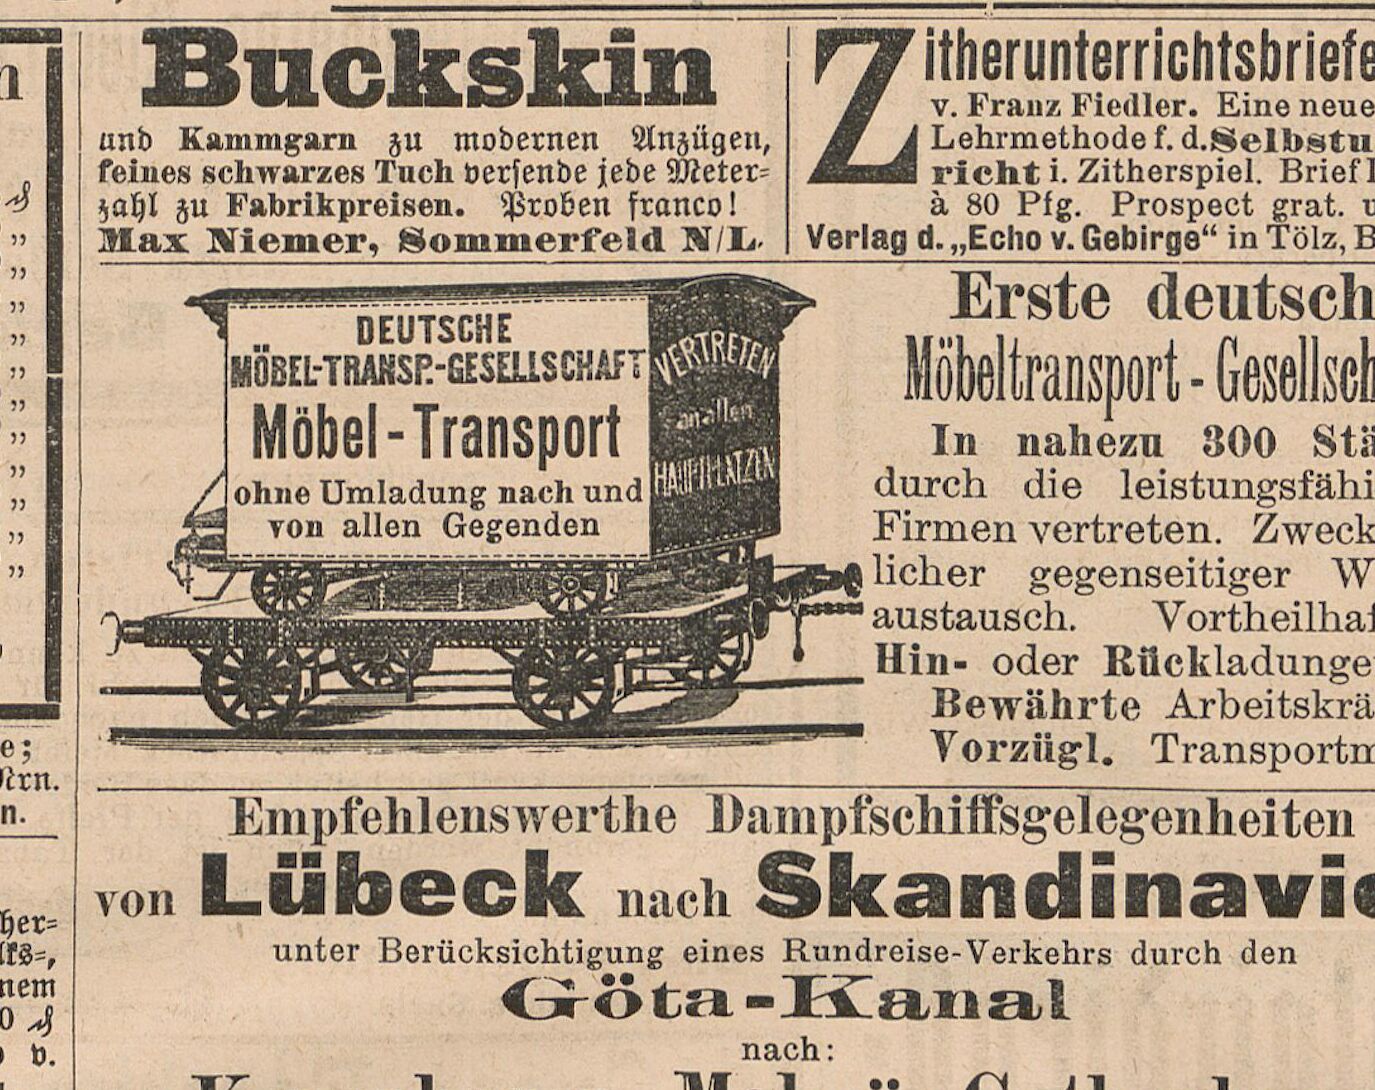 Buckskin
und Kammgarn zu modernen Anzügen,
feines schwarzes Tuch versende jede Meter=
zahl zu Fabrikpreisen. Proben franco!
Max Niemer, Sommerfeld N/L.
Zitherunterrichtsbriefe
v. Franz Fiedler. Eine neue
Lehrmethode f. d. Selbstu
richt i. Zitherspiel. Brief
à 80 Pfg. Prospect grat. u
Verlag d. „Echo v. Gebirge“ in Tölz, B
DEUTSCHE
MÖBEL-TRANSP.-GESELLSCHAFT
Möbel-Transport
ohne Umladung nach und
von allen Gegenden
VERTRETEN
an allen
HAUPTPLÄTZEN
Erste deutsch
Möbeltransport-Gesellsch
In nahezu 300 Stä
durch die leistungsfähi
Firmen vertreten. Zweck
licher gegenseitiger W
austausch. Vortheilhaf
Hin- oder Rückladunge
Bewährte Arbeitskrä
Vorzügl. Transportm
Empfehlenswerthe Dampfschiffsgelegenheiten
von Lübeck nach Skandinavie
unter Berücksichtigung eines Rundreise-Verkehrs durch den
Göta-Kanal
nach: